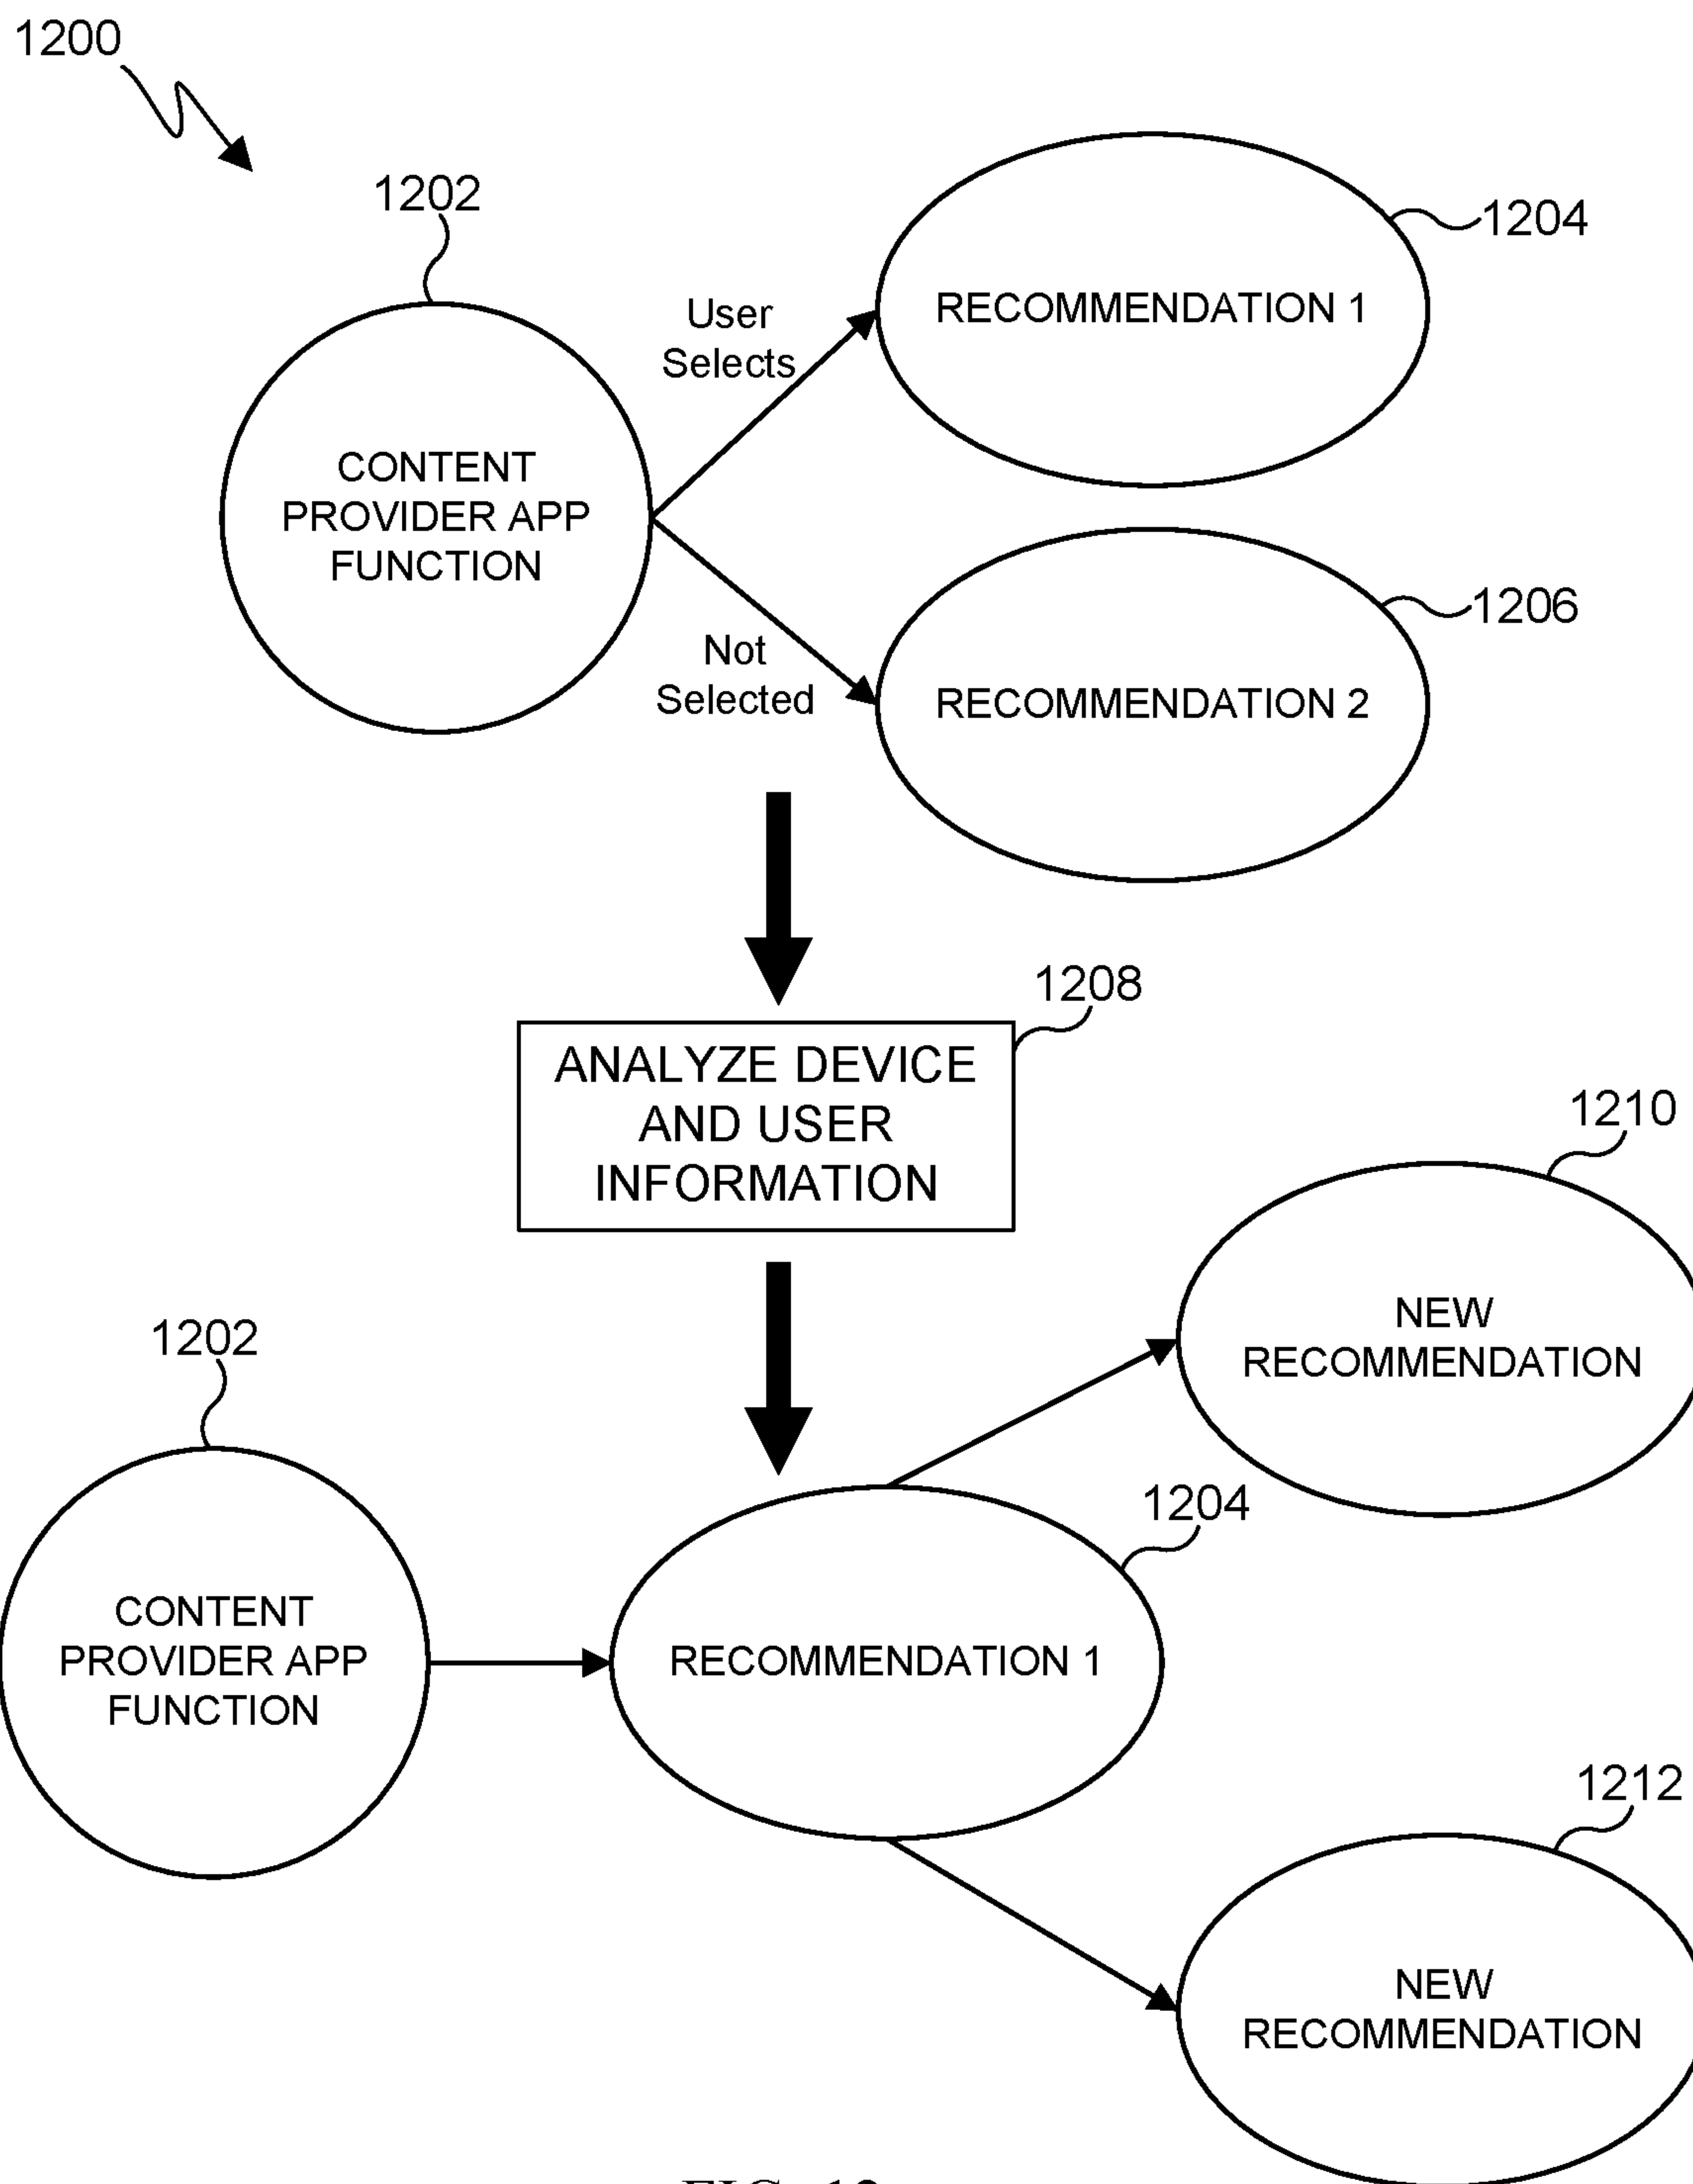 1200
1202
1204
User
Selects
RECOMMENDATION 1
CONTENT
PROVIDER APP
FUNCTION
1206
Not
Selected
RECOMMENDATION 2
1208
ANALYZE DEVICE
AND USER
INFORMATION
1210
NEW
RECOMMENDATION
1202
1204
CONTENT
PROVIDER APP
FUNCTION
RECOMMENDATION 1
1212
NEW
RECOMMENDATION